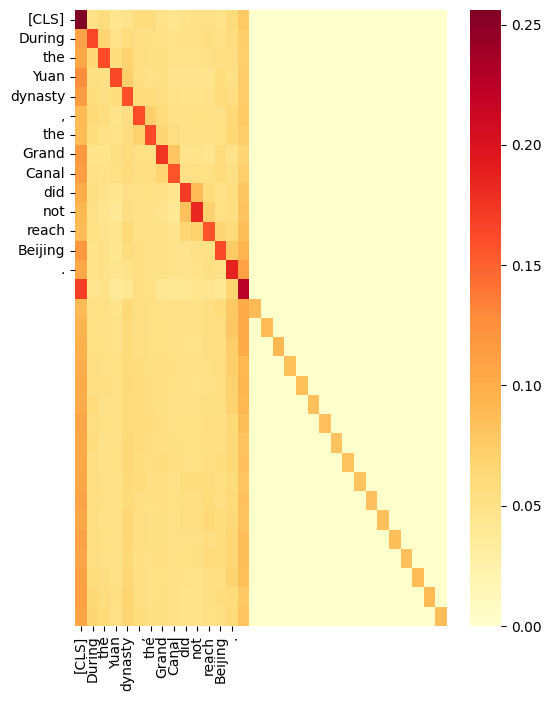 [CLS]
During
the
Yuan
dynasty
,
the
Grand
Canal
did
not
reach
Beijing
.
0.25
0.20
0.15
0.10
0.05
0.00
[CLS]
During
the
Yuan
dynasty
,
the
Grand
Canal
did
not
reach
Beijing
.